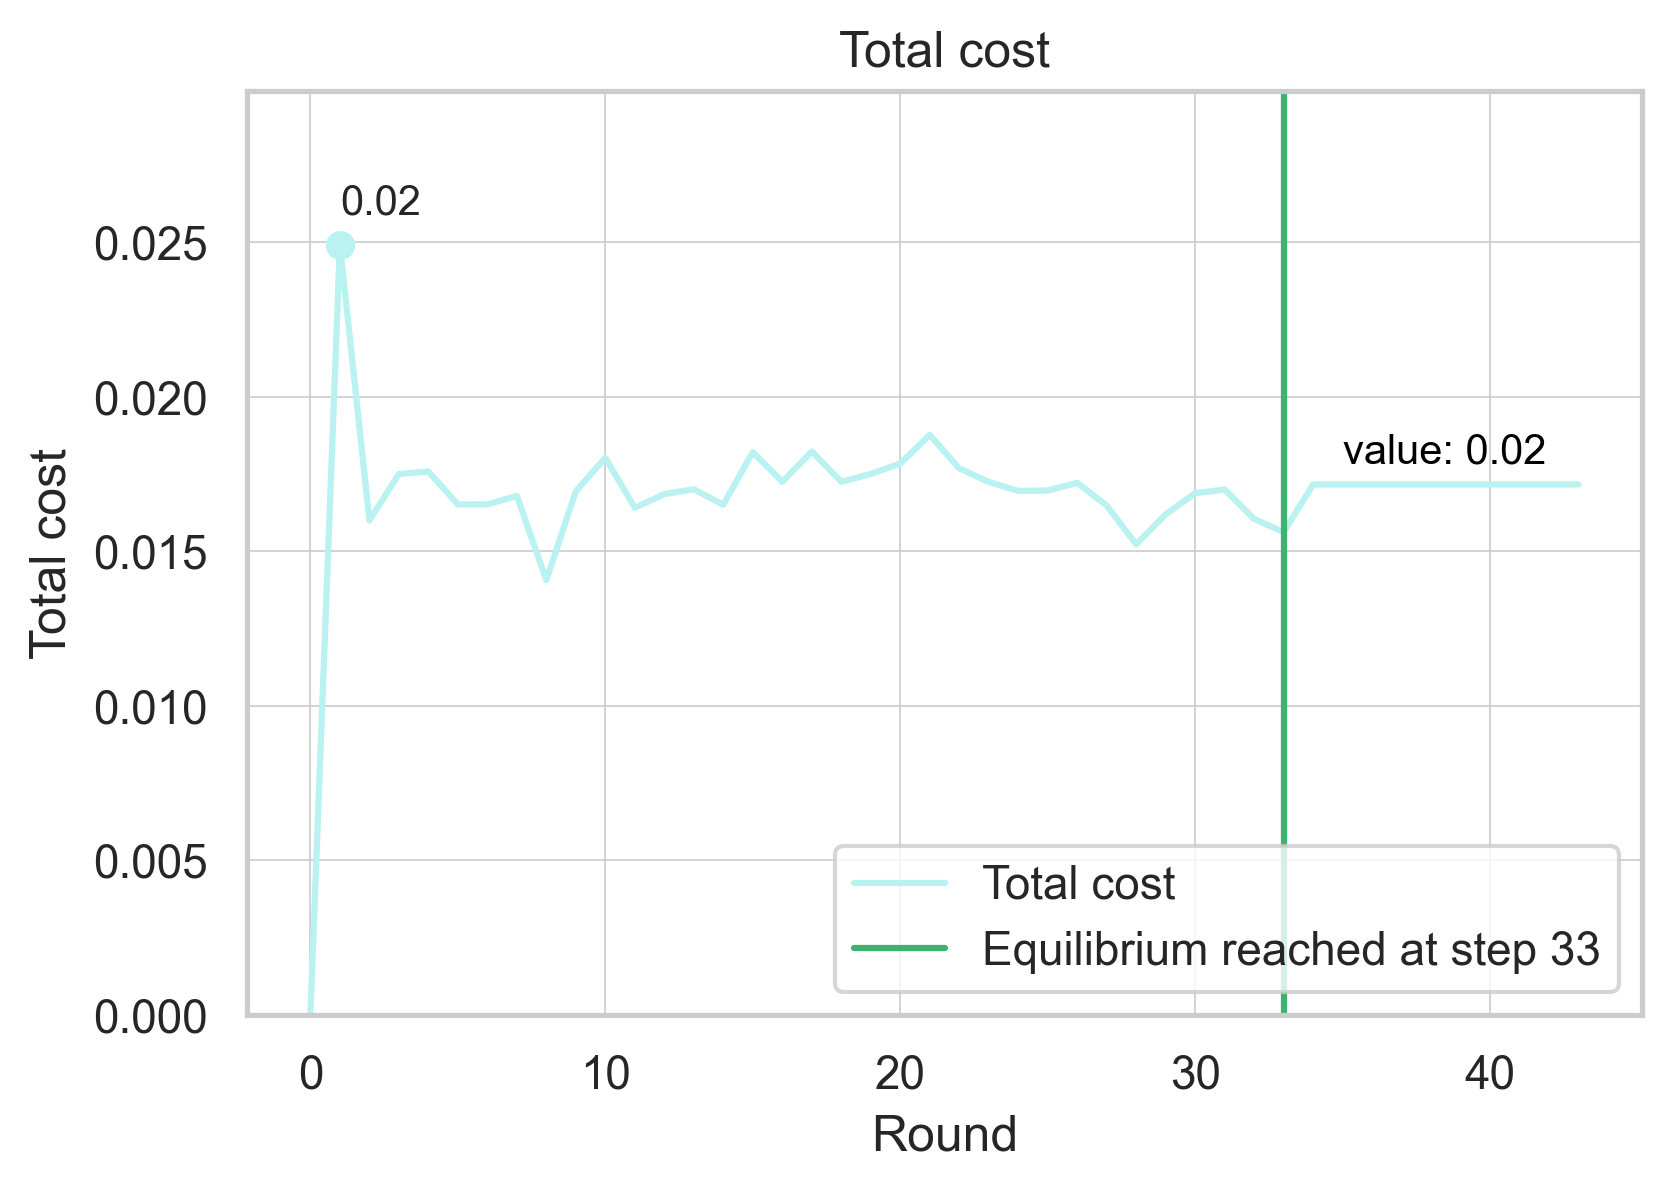 Total cost
0.02
0.025
0.020
value: 0.02
Total cost
0.015
0.010
0.005
Total cost
Equilibrium reached at step 33
0.000
0 10 20 30 40
Round